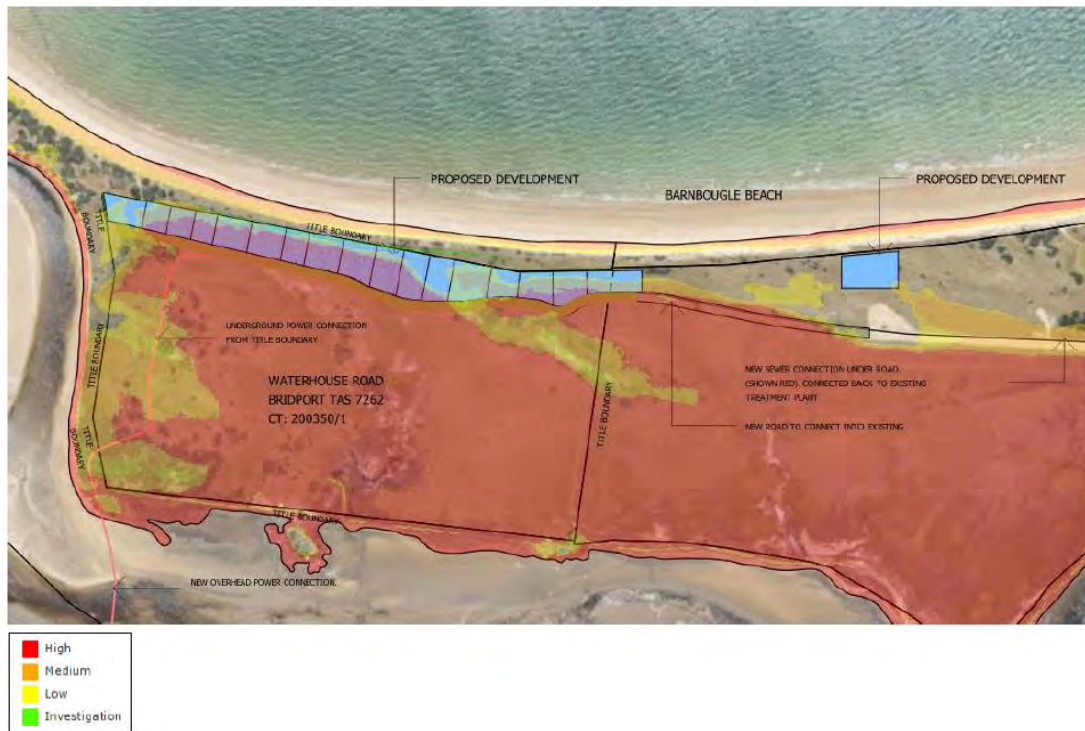 PROPOSED DEVELOPMENT
BARNBOUGLE BEACH
PROPOSED DEVELOPMENT
TITLE BOUNDARY
TITLE
BOUNDARY
TITLE
BOUNDARY
TITLE BOUNDARY
UNDERGROUND POWER CONNECTION
FROM TITLE BOUNDARY
WATERHOUSE ROAD
BRIDPORT TAS 7262
CT: 200350/1
TITLE BOUNDARY
NEW SEWER CONNECTION UNDER ROAD.
(SHOWN RED). CONNECTED BACK TO EXISTING
TREATMENT PLANT
NEW ROAD TO CONNECT INTO EXISTING
TITLE
BOUNDARY
TITLE BOUNDARY
NEW OVERHEAD POWER CONNECTION.
High
Medium
Low
Investigation